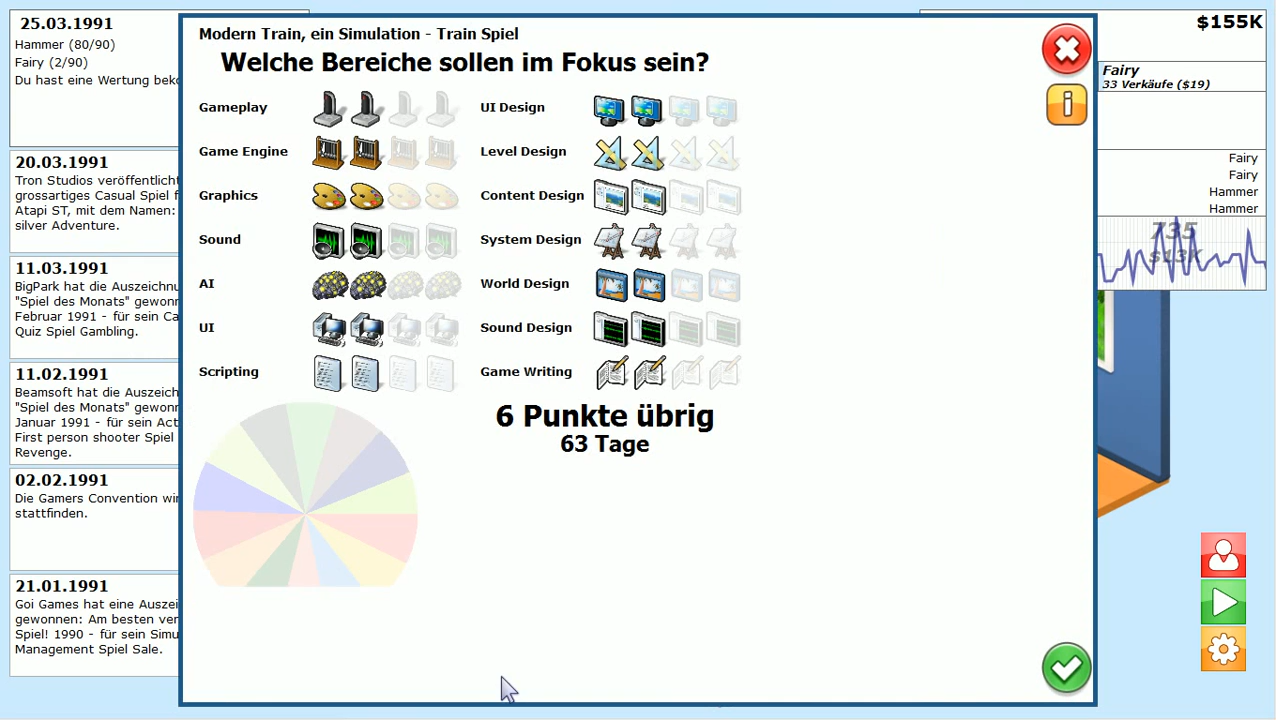 25.03.1991
Hammer (80/90)
Fairy (2/90)
Du hast eine Wertung beko
20.03.1991
Tron Studios veröffentlicht
grossartiges Casual Spiel f
Atapi ST, mit dem Namen:
silver Adventure.
11.03.1991
BigPark hat die Auszeichnu
"Spiel des Monats" gewonn
Februar 1991 - für sein Ca
Quiz Spiel Gambling.
11.02.1991
Beamsoft hat die Auszeich
"Spiel des Monats" gewonn
Januar 1991 - für sein Act
First person shooter Spiel
Revenge.
02.02.1991
Die Gamers Convention wir
stattfinden.
21.01.1991
Goi Games hat eine Auszei
gewonnen: Am besten ver
Spiel! 1990 - für sein Simu
Management Spiel Sale.
Modern Train, ein Simulation - Train Spiel
Welche Bereiche sollen im Fokus sein?
Gameplay
Game Engine
Graphics
Sound
AI
UI
Scripting
UI Design
Level Design
Content Design
System Design
World Design
Sound Design
Game Writing
6 Punkte übrig
63 Tage
$155K
Fairy
33 Verkäufe ($19)
Fairy
Fairy
Hammer
Hammer
735
$13K